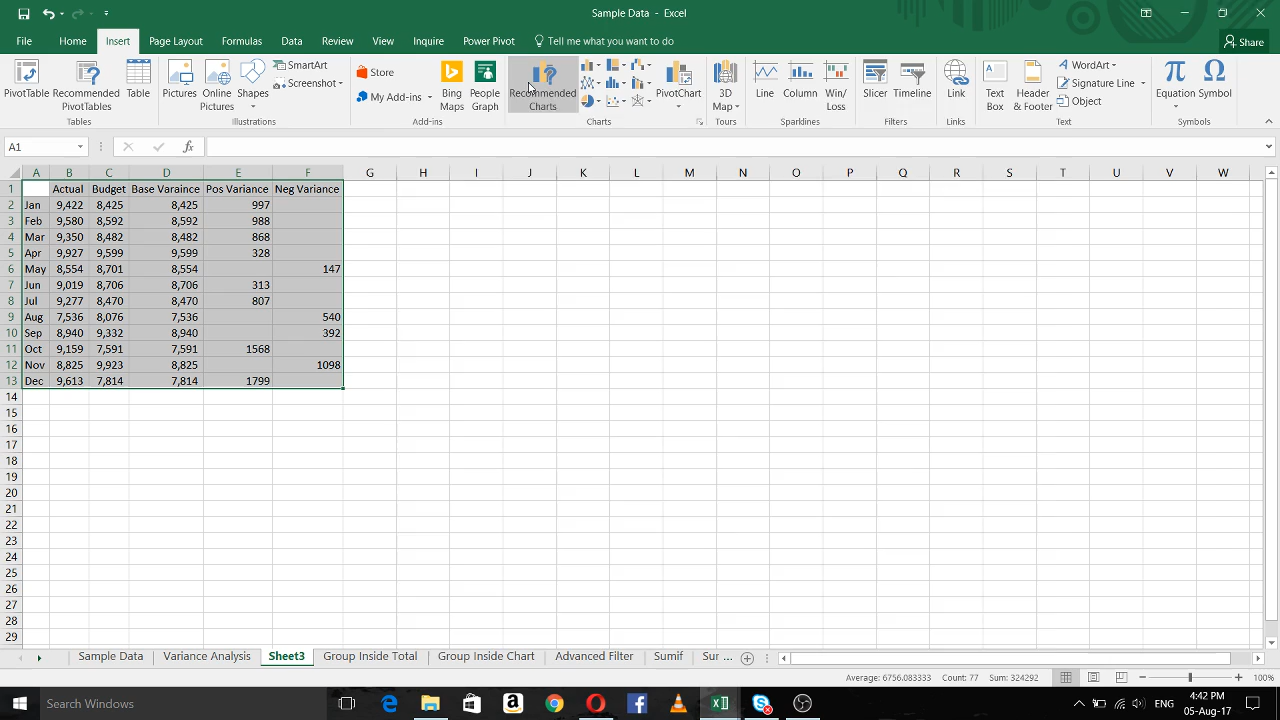 Sample Data - Excel
File Home Insert Page Layout Formulas Data Review View Inquire Power Pivot Tell me what you want to do Share
PivotTable Recommended PivotTables Table Pictures Online Pictures Shapes SmartArt Screenshot Store My Add-ins Bing Maps People Graph Recommended Charts PivotChart 3D Map Line Column Win/Loss Slicer Timeline Link Text Box Header & Footer WordArt Signature Line Object Equation Symbol
Tables Illustrations Add-ins Charts Tours Sparklines Filters Links Text Symbols
A1 fx
A B C D E F G H I J K L M N O P Q R S T U V W
1 Actual Budget Base Varaince Pos Variance Neg Variance
2 Jan 9,422 8,425 8,425 997
3 Feb 9,580 8,592 8,592 988
4 Mar 9,350 8,482 8,482 868
5 Apr 9,927 9,599 9,599 328
6 May 8,554 8,701 8,554 147
7 Jun 9,019 8,706 8,706 313
8 Jul 9,277 8,470 8,470 807
9 Aug 7,536 8,076 7,536 540
10 Sep 8,940 9,332 8,940 392
11 Oct 9,159 7,591 7,591 1568
12 Nov 8,825 9,923 8,825 1098
13 Dec 9,613 7,814 7,814 1799
14
15
16
17
18
19
20
21
22
23
24
25
26
27
28
29
Sample Data Variance Analysis Sheet3 Group Inside Total Group Inside Chart Advanced Filter Sumif Sur ...
Average: 6756.083333 Count: 77 Sum: 324292 100%
Search Windows ENG 4:42 PM
05-Aug-17